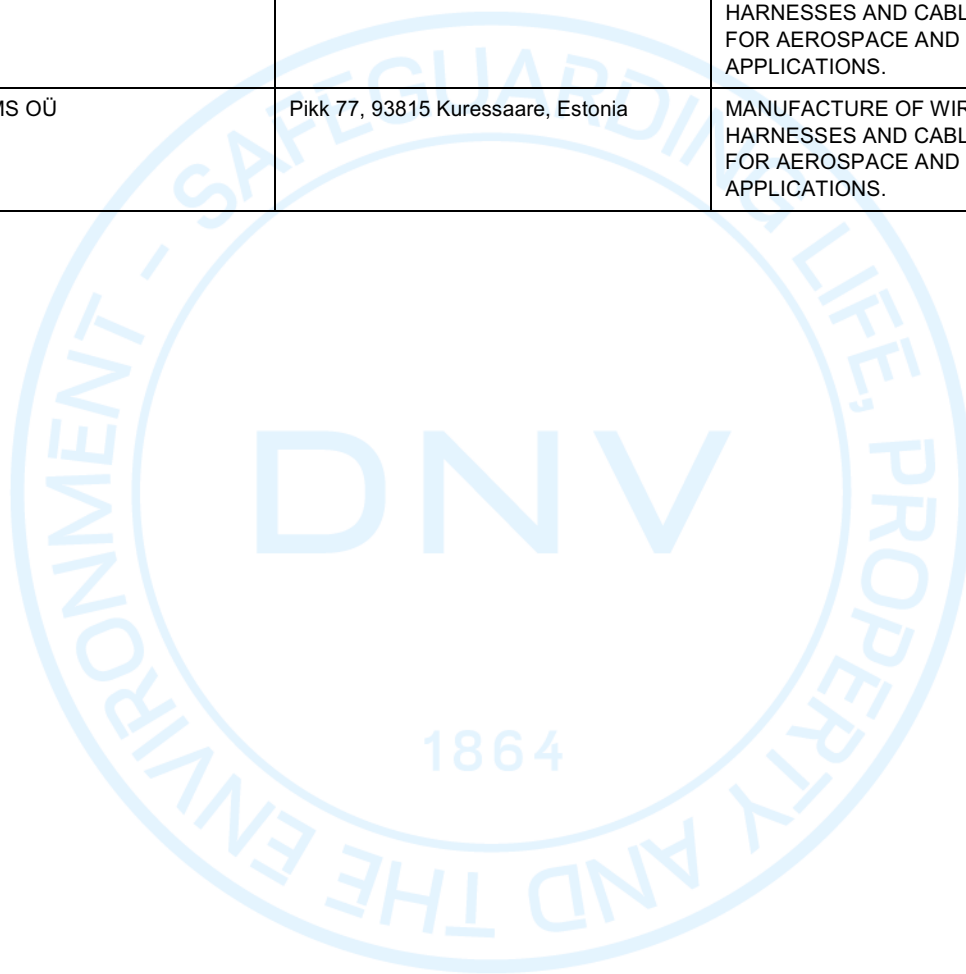 HARNESSES AND CABL
FOR AEROSPACE AND
APPLICATIONS.
MS OÜ
Pikk 77, 93815 Kuressaare, Estonia
MANUFACTURE OF WIR
HARNESSES AND CABL
FOR AEROSPACE AND
APPLICATIONS.
SAFEGUARDING LIFE, PROPERTY AND THE ENVIRONMENT -
DNV
1864